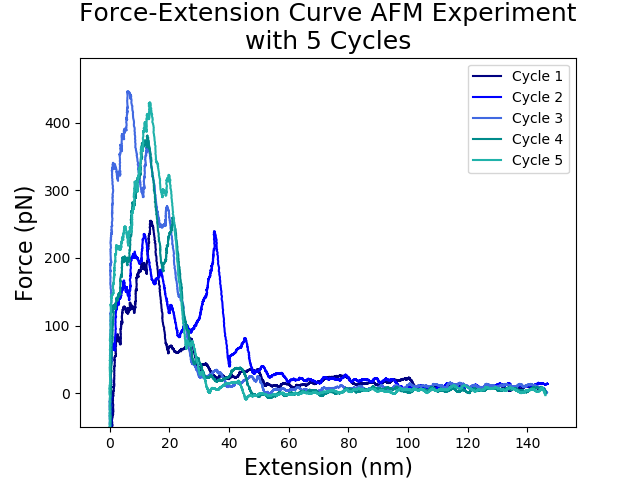 Force-Extension Curve AFM Experiment
with 5 Cycles
Cycle 1
Cycle 2
Cycle 3
Cycle 4
Cycle 5
Force (pN)
400
300
200
100
0
0 20 40 60 80 100 120 140
Extension (nm)